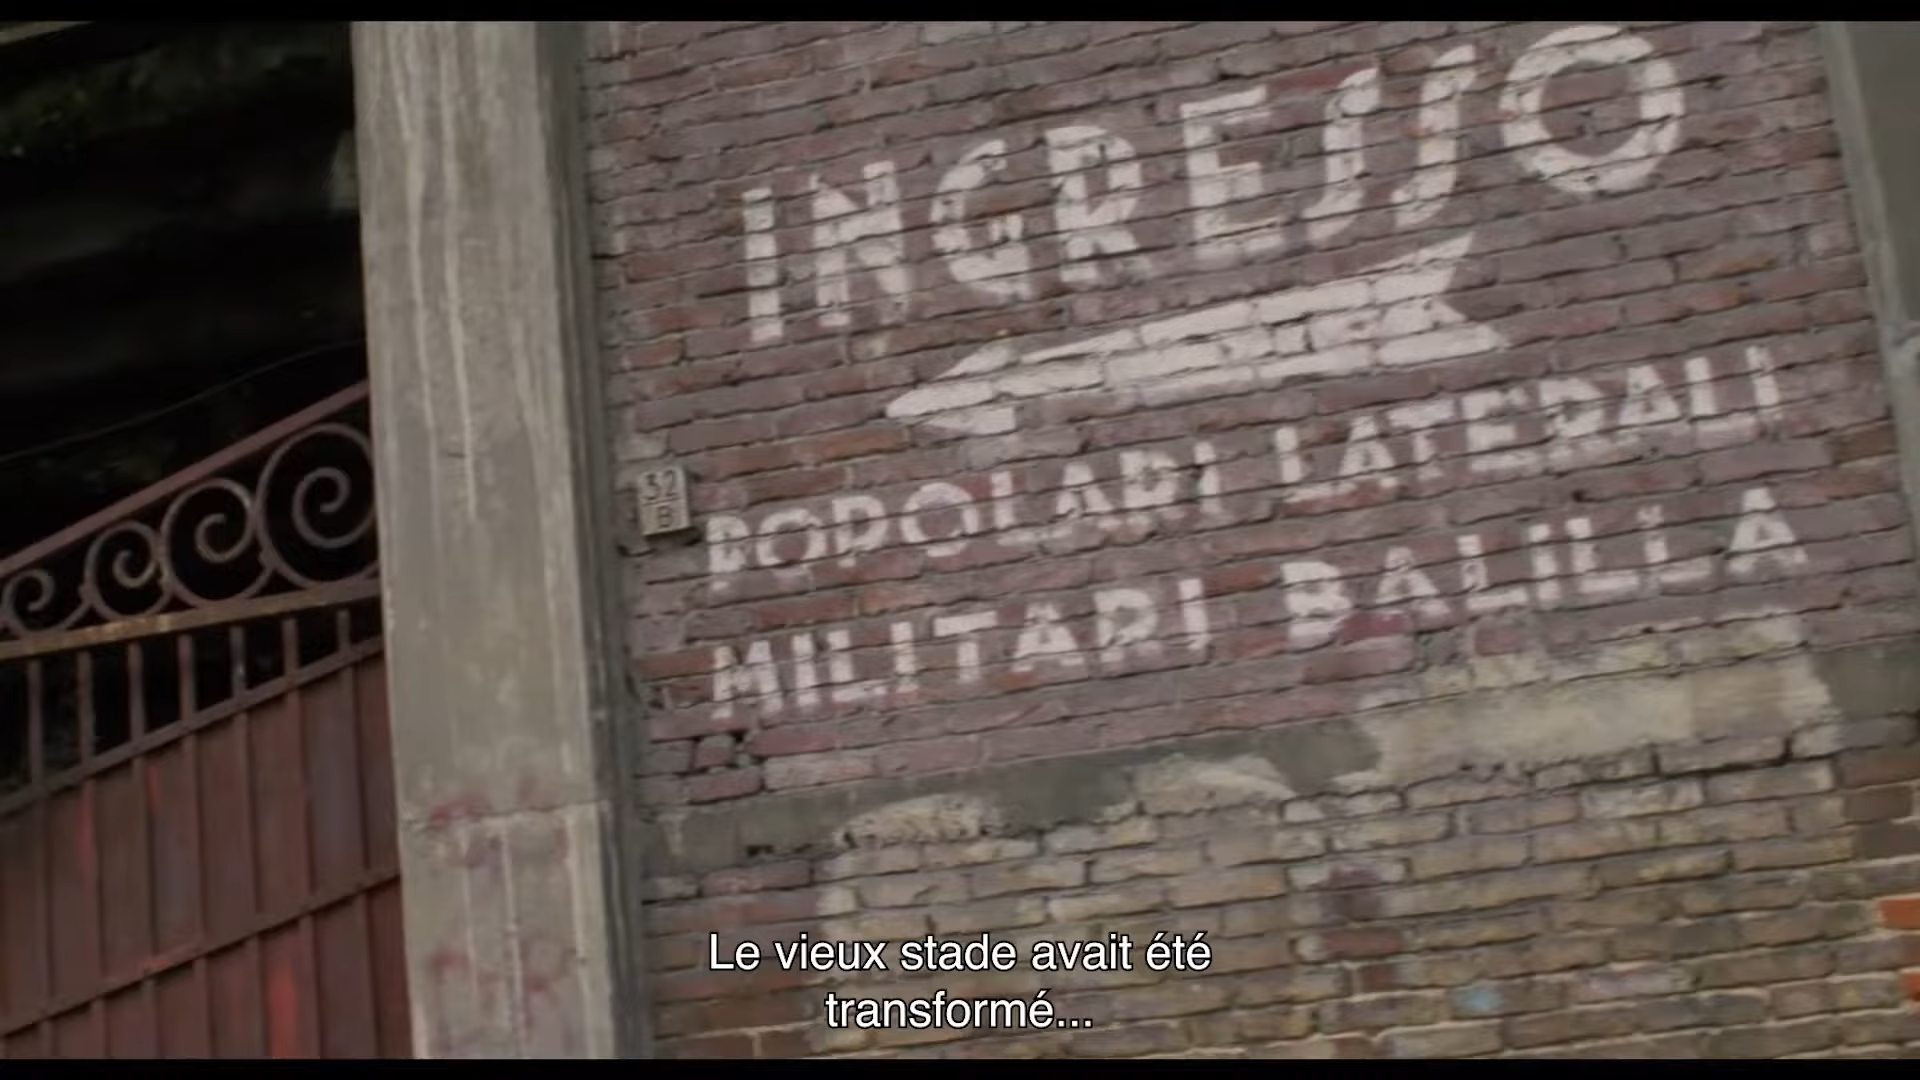 INGRESSO
32
B
POPOLARI LATERALI
MILITARI BALILLA
Le vieux stade avait été
transformé...